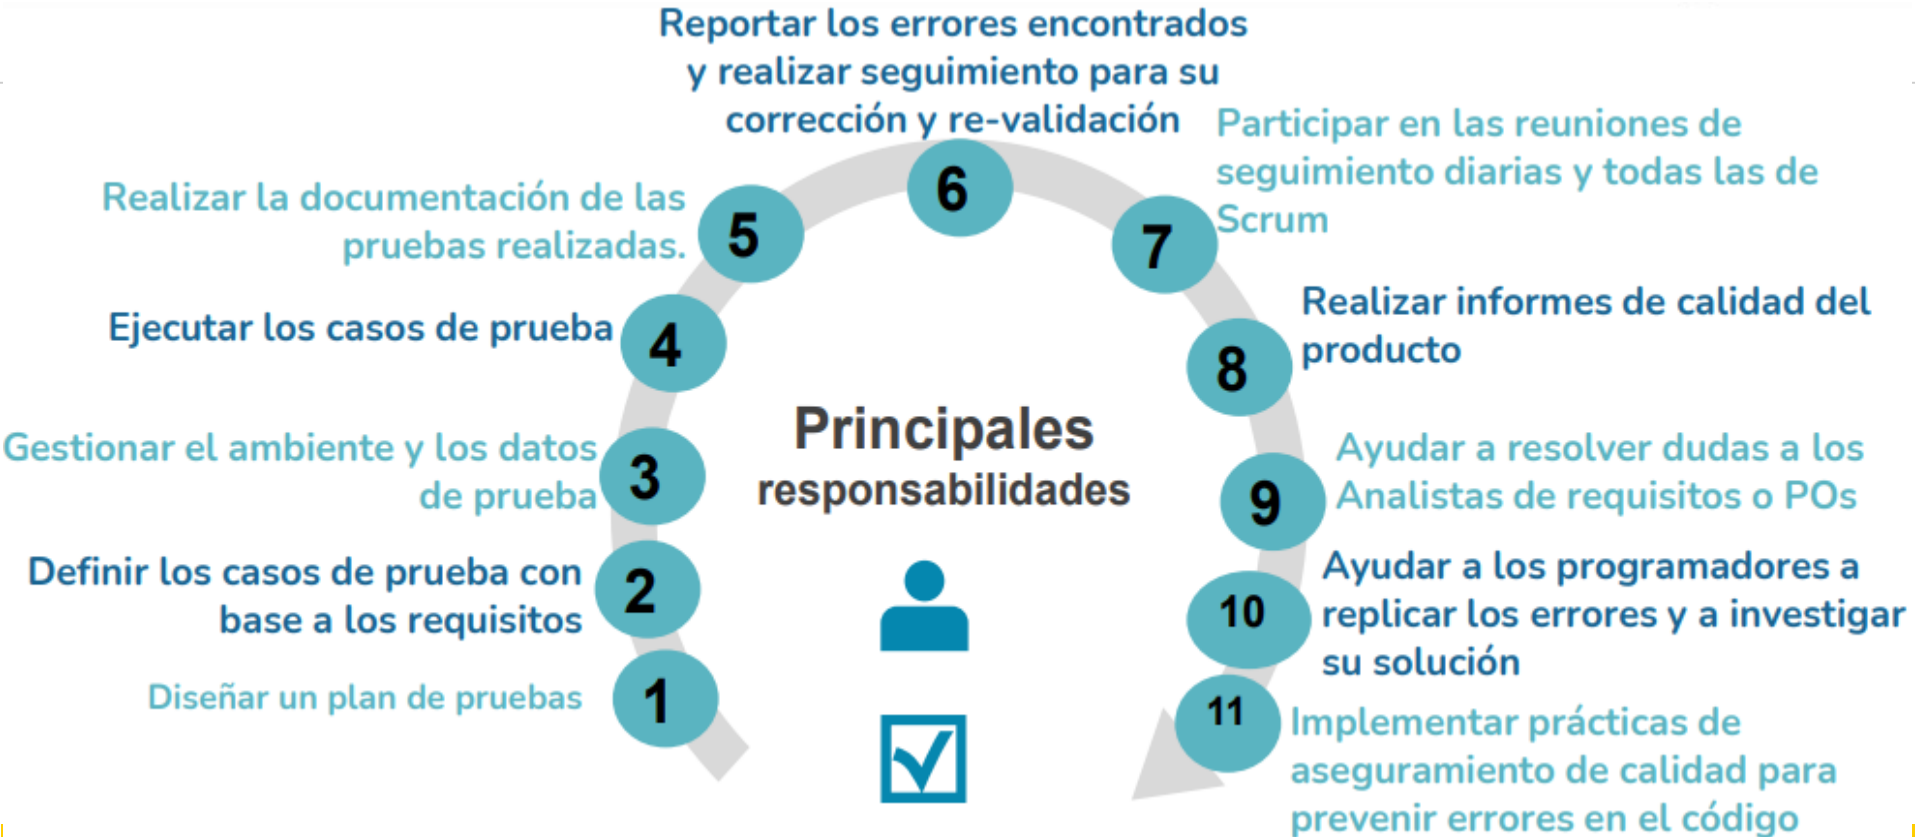 Reportar los errores encontrados
y realizar seguimiento para su
corrección y re-validación
Participar en las reuniones de
seguimiento diarias y todas las de
Scrum
Realizar la documentación de las
pruebas realizadas.
6
5
7
Realizar informes de calidad del
producto
Ejecutar los casos de prueba
4
8
Principales
responsabilidades
Gestionar el ambiente y los datos
de prueba
3
9
Ayudar a resolver dudas a los
Analistas de requisitos o POs
Definir los casos de prueba con
base a los requisitos
2
10
Ayudar a los programadores a
replicar los errores y a investigar
su solución
Diseñar un plan de pruebas
1
11
Implementar prácticas de
aseguramiento de calidad para
prevenir errores en el código